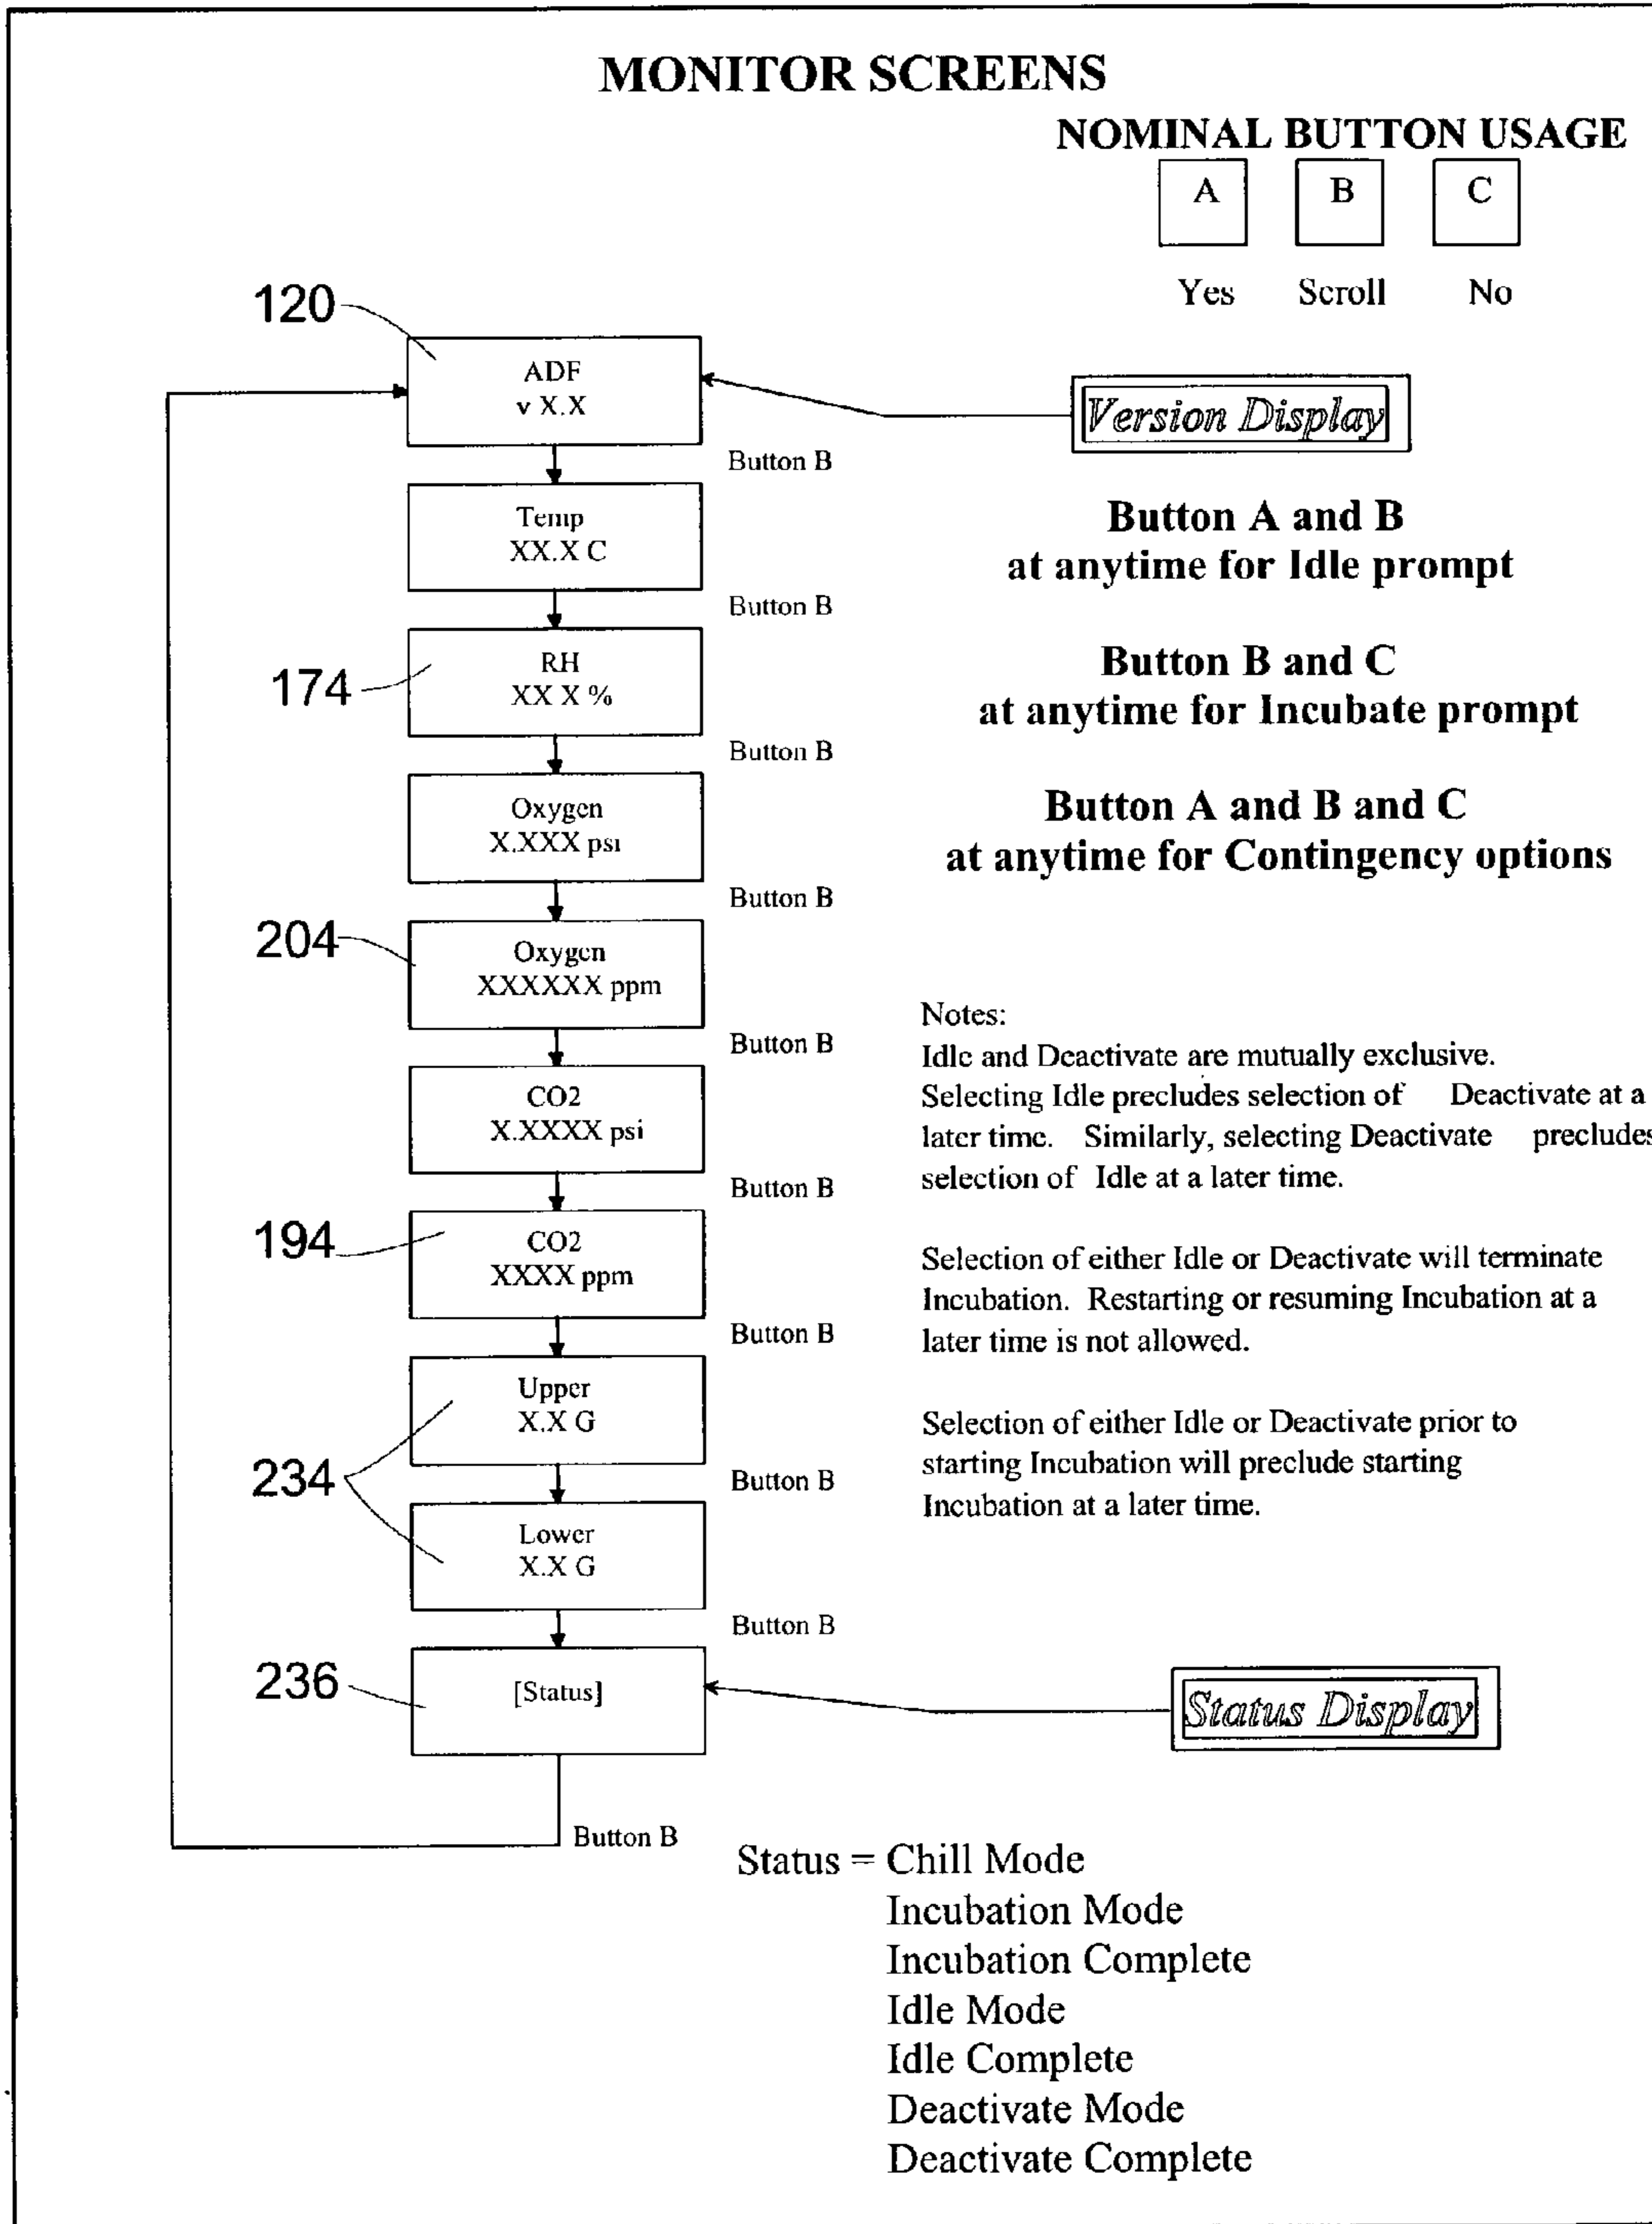 MONITOR SCREENS
NOMINAL BUTTON USAGE
A B C
Yes Scroll No
120
ADF
v X.X
Version Display
Button B
Temp
XX.X C
Button A and B
at anytime for Idle prompt
Button B
174
RH
XX X %
Button B and C
at anytime for Incubate prompt
Button B
Oxygen
X.XXX psi
Button A and B and C
at anytime for Contingency options
Button B
204
Oxygen
XXXXXX ppm
Button B
CO2
X.XXXX psi
Button B
194
CO2
XXXX ppm
Button B
234
Upper
X.X G
Button B
Lower
X.X G
Button B
236
[Status]
Status Display
Button B
Notes:
Idle and Deactivate are mutually exclusive.
Selecting Idle precludes selection of Deactivate at a
later time. Similarly, selecting Deactivate precludes
selection of Idle at a later time.
Selection of either Idle or Deactivate will terminate
Incubation. Restarting or resuming Incubation at a
later time is not allowed.
Selection of either Idle or Deactivate prior to
starting Incubation will preclude starting
Incubation at a later time.
Status = Chill Mode
Incubation Mode
Incubation Complete
Idle Mode
Idle Complete
Deactivate Mode
Deactivate Complete